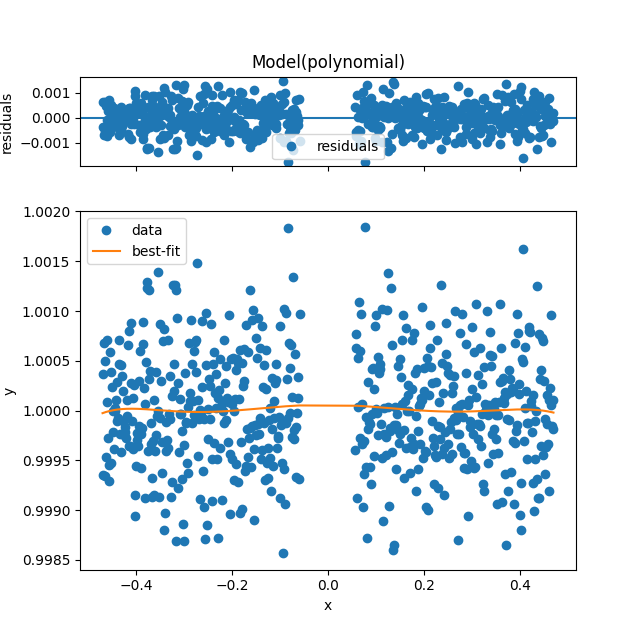 Model(polynomial)
residuals
0.001
0.000
−0.001
residuals
y
1.0020
1.0015
1.0010
1.0005
1.0000
0.9995
0.9990
0.9985
data
best-fit
−0.4 −0.2 0.0 0.2 0.4
x